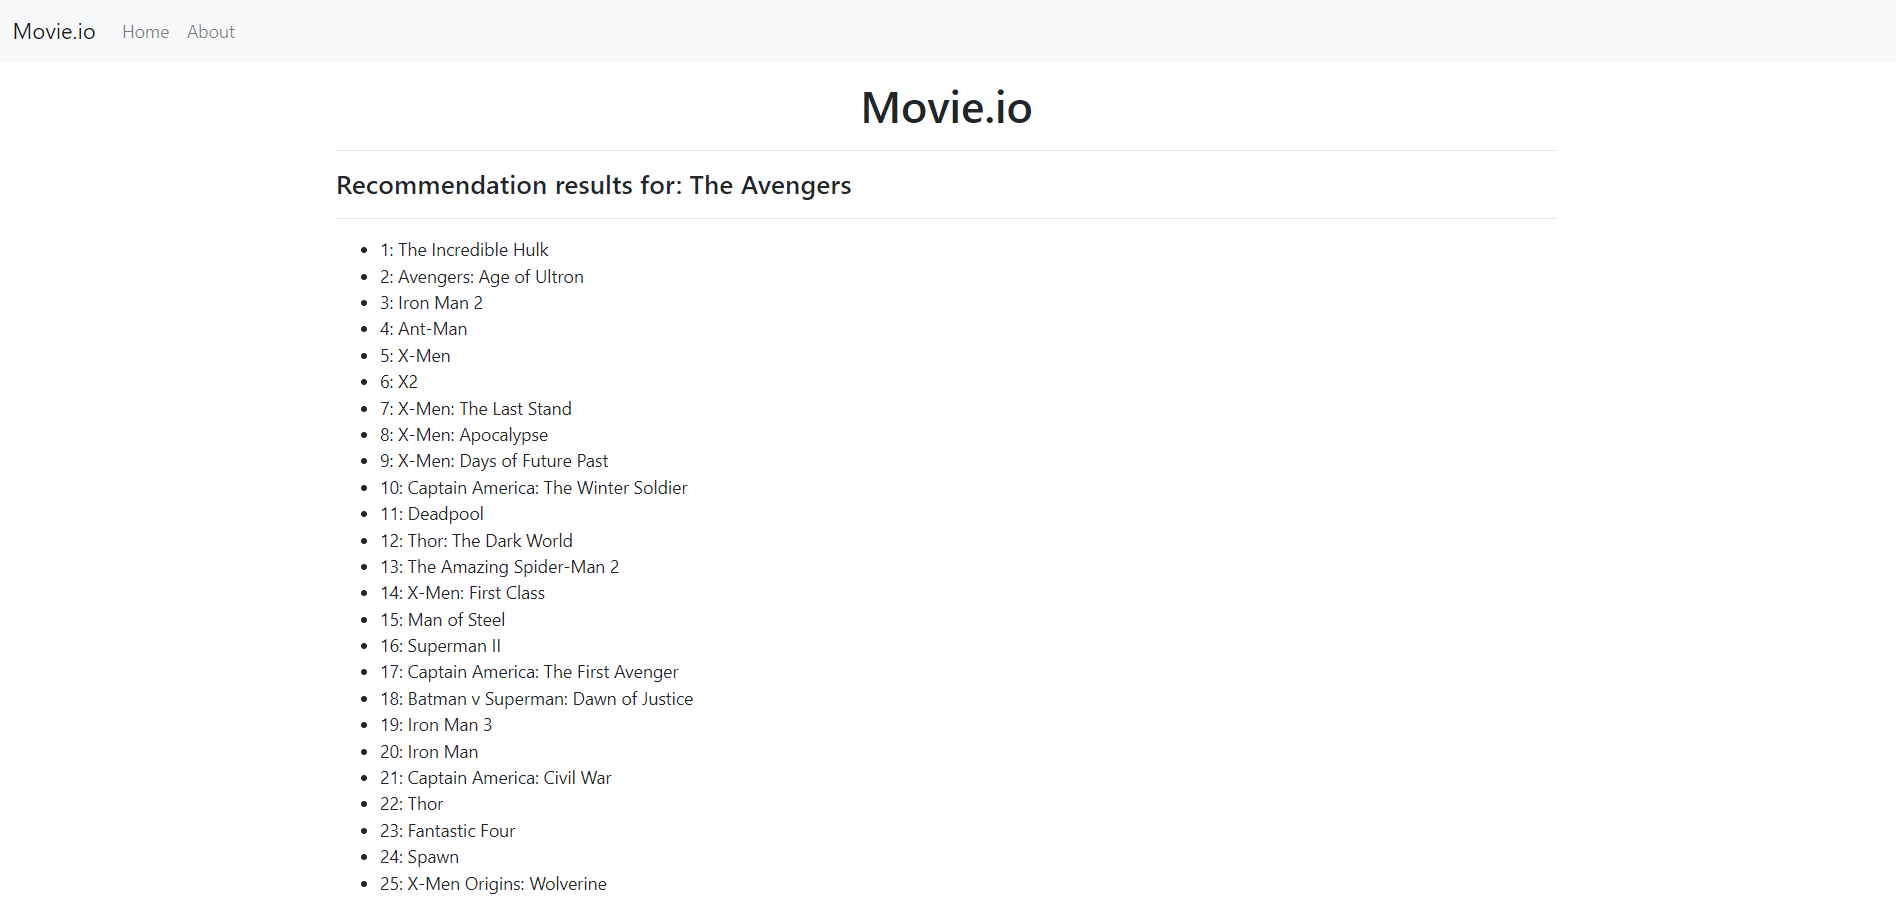 Movie.io Home About
Movie.io
Recommendation results for: The Avengers
1: The Incredible Hulk
2: Avengers: Age of Ultron
3: Iron Man 2
4: Ant-Man
5: X-Men
6: X2
7: X-Men: The Last Stand
8: X-Men: Apocalypse
9: X-Men: Days of Future Past
10: Captain America: The Winter Soldier
11: Deadpool
12: Thor: The Dark World
13: The Amazing Spider-Man 2
14: X-Men: First Class
15: Man of Steel
16: Superman II
17: Captain America: The First Avenger
18: Batman v Superman: Dawn of Justice
19: Iron Man 3
20: Iron Man
21: Captain America: Civil War
22: Thor
23: Fantastic Four
24: Spawn
25: X-Men Origins: Wolverine